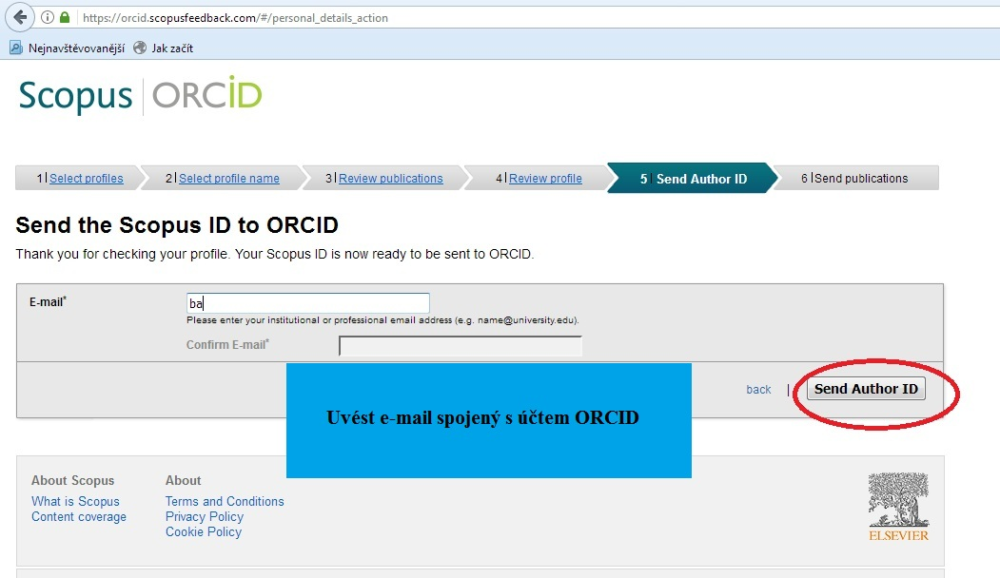 https://orcid.scopusfeedback.com/#/personal_details_action
Nejnavštěvovanější Jak začít
Scopus ORCiD
1 Select profiles 2 Select profile name 3 Review publications 4 Review profile 5 Send Author ID 6 Send publications
Send the Scopus ID to ORCID
Thank you for checking your profile. Your Scopus ID is now ready to be sent to ORCID.
E-mail* ba
Please enter your institutional or professional email address (e.g. name@university.edu).
Confirm E-mail*
back | Send Author ID
Uvést e-mail spojený s účtem ORCID
About Scopus About
What is Scopus Terms and Conditions
Content coverage Privacy Policy
Cookie Policy
ELSEVIER